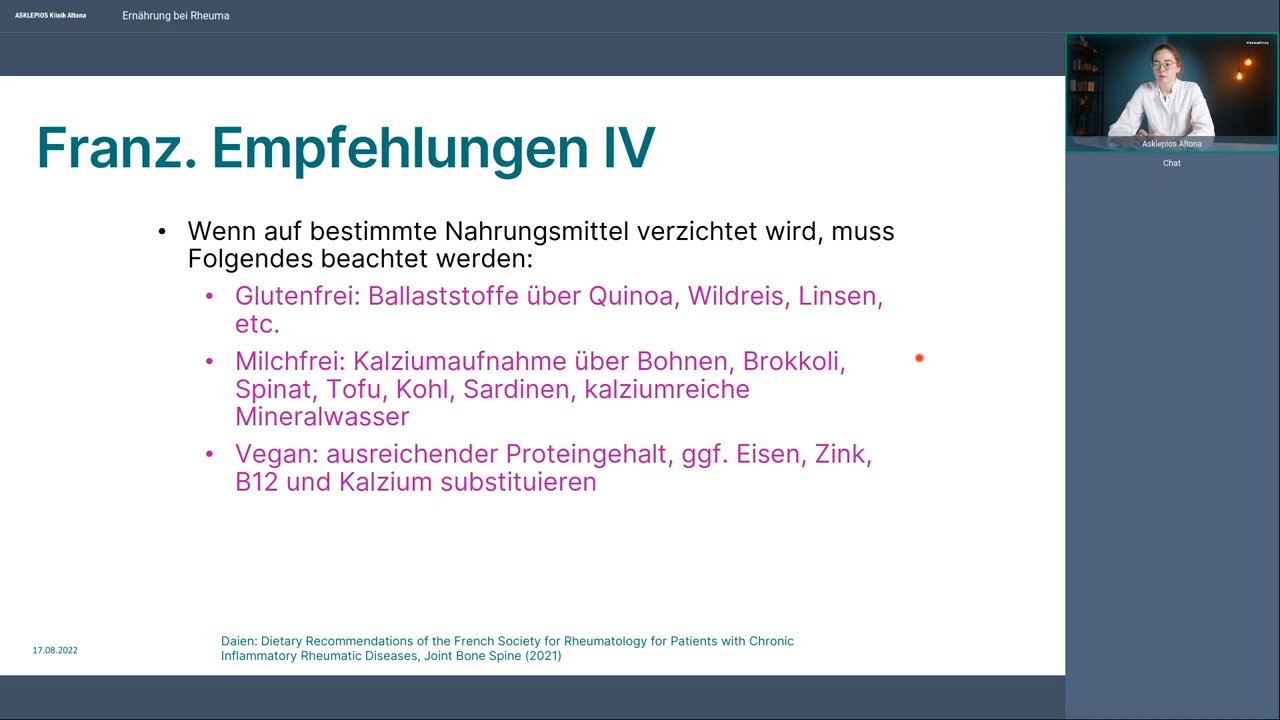 ASKLEPIOS Klinik Altona
Ernährung bei Rheuma
Franz. Empfehlungen IV
• Wenn auf bestimmte Nahrungsmittel verzichtet wird, muss
Folgendes beachtet werden:
• Glutenfrei: Ballaststoffe über Quinoa, Wildreis, Linsen,
etc.
• Milchfrei: Kalziumaufnahme über Bohnen, Brokkoli,
Spinat, Tofu, Kohl, Sardinen, kalziumreiche
Mineralwasser
• Vegan: ausreichender Proteingehalt, ggf. Eisen, Zink,
B12 und Kalzium substituieren
17.08.2022
Daien: Dietary Recommendations of the French Society for Rheumatology for Patients with Chronic
Inflammatory Rheumatic Diseases, Joint Bone Spine (2021)
Asklepios Altona
Chat